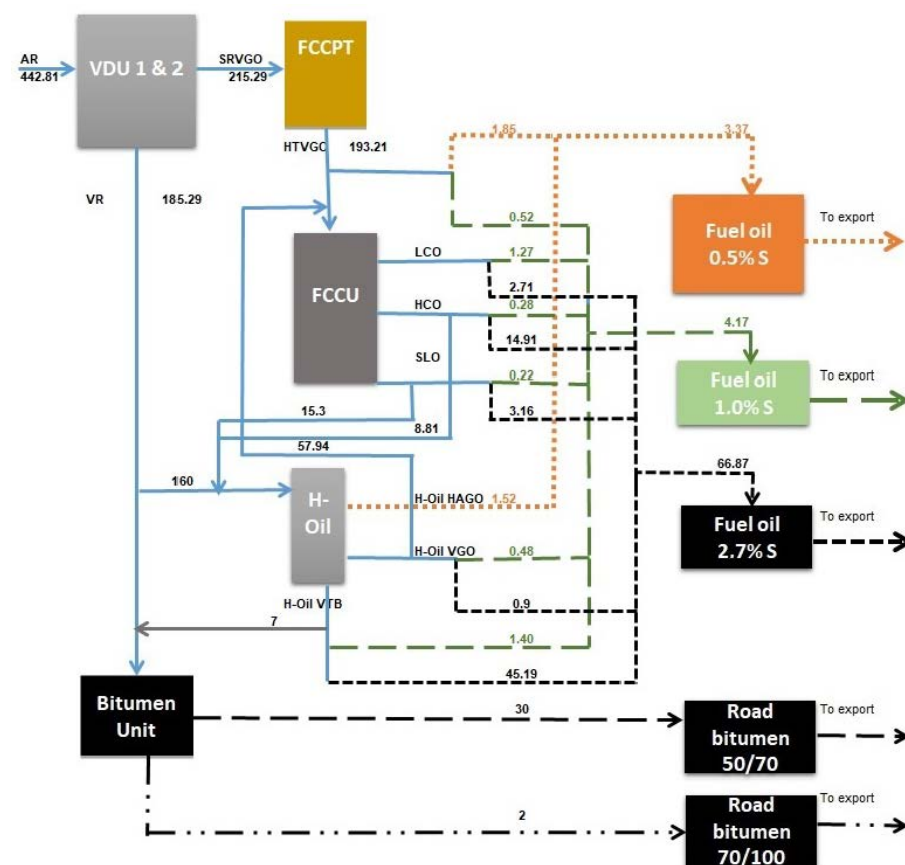 AR
442.81
VDU 1 & 2
SRVGO
215.29
FCCPT
HTVGO 193.21
1.85
3.37
VR
185.29
0.52
Fuel oil
0.5% S
To export
LCO
1.27
FCCU
2.71
HCO
0.28
14.91
4.17
SLO
0.22
Fuel oil
1.0% S
To export
15.3
8.81
3.16
57.94
66.87
160
H-
Oil
H-Oil HAGO
1.52
Fuel oil
2.7% S
To export
H-Oil VGO
0.48
H-Oil VTB
0.9
7
1.40
45.19
Bitumen
Unit
30
Road
bitumen
50/70
To export
2
Road
bitumen
70/100
To export